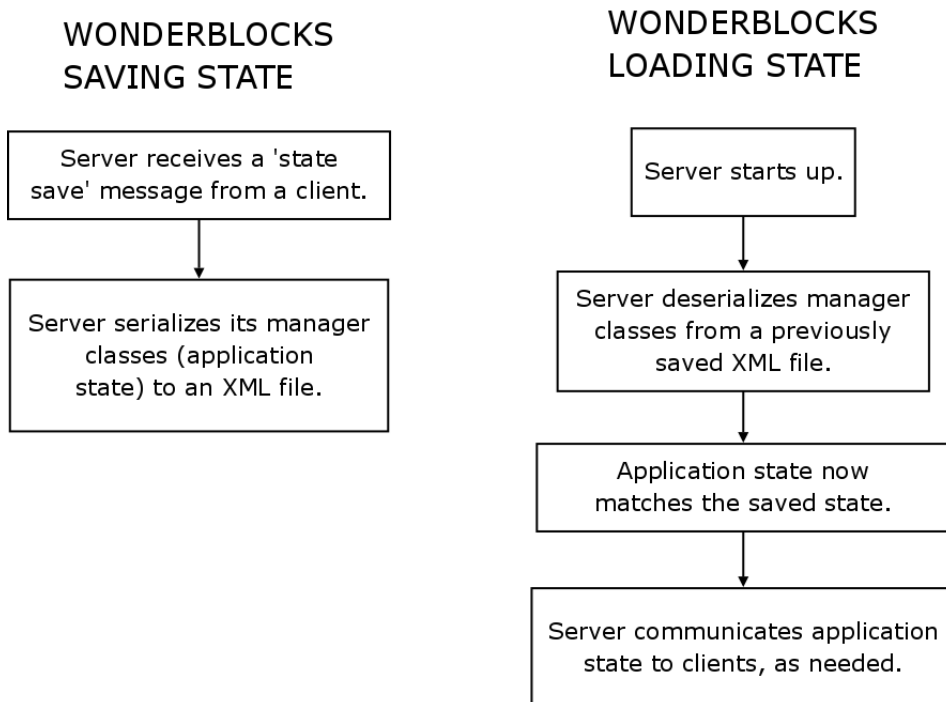 WONDERBLOCKS
SAVING STATE
Server receives a 'state
save' message from a client.
Server serializes its manager
classes (application
state) to an XML file.
WONDERBLOCKS
LOADING STATE
Server starts up.
Server deserializes manager
classes from a previously
saved XML file.
Application state now
matches the saved state.
Server communicates application
state to clients, as needed.